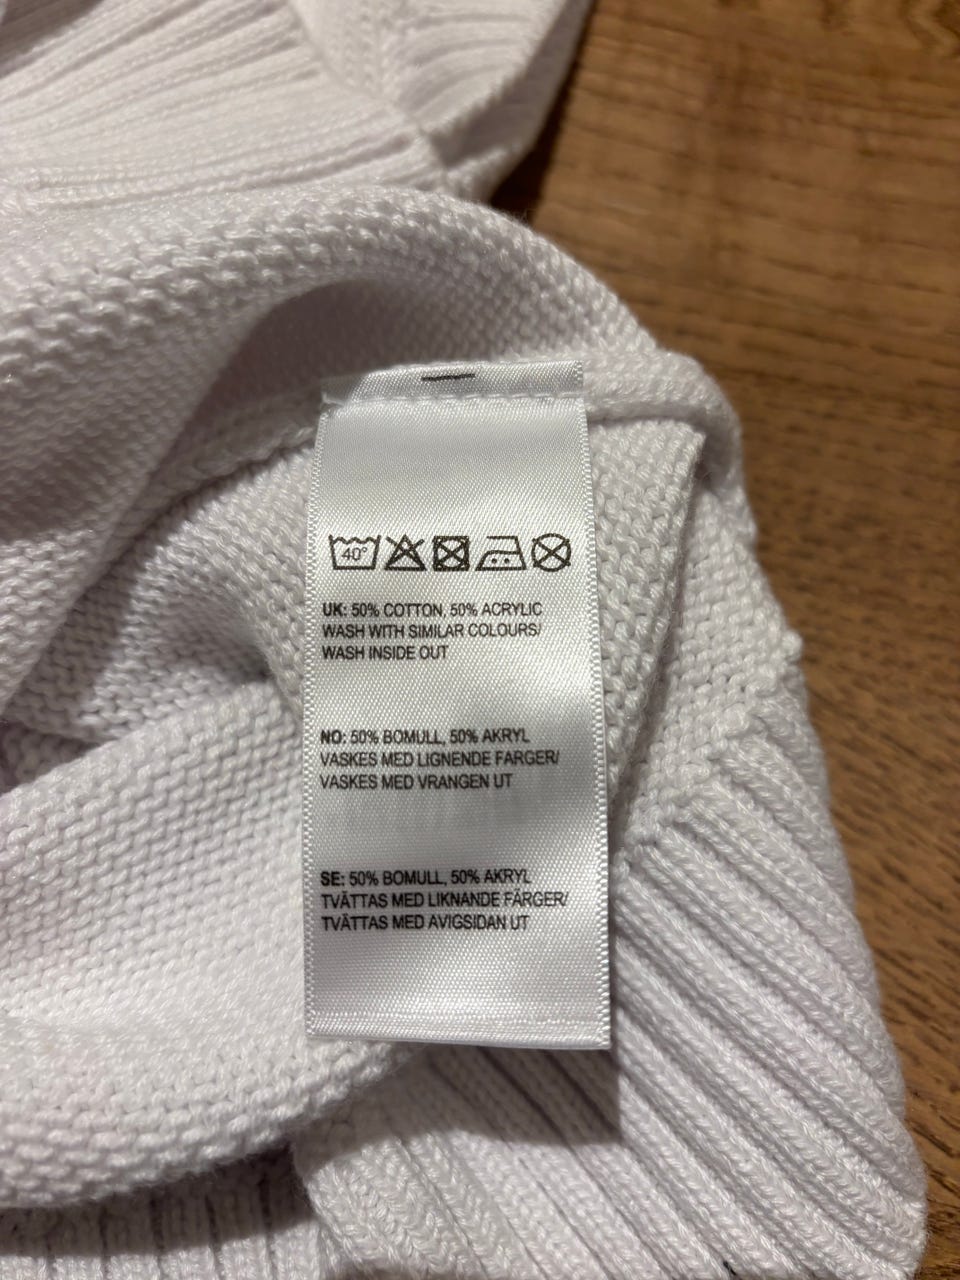 40°
UK: 50% COTTON, 50% ACRYLIC
WASH WITH SIMILAR COLOURS/
WASH INSIDE OUT
NO: 50% BOMULL, 50% AKRYL
VASKES MED LIGNENDE FARGER/
VASKES MED VRANGEN UT
SE: 50% BOMULL, 50% AKRYL
TVÄTTAS MED LIKNANDE FÄRGER/
TVÄTTAS MED AVIGSIDAN UT